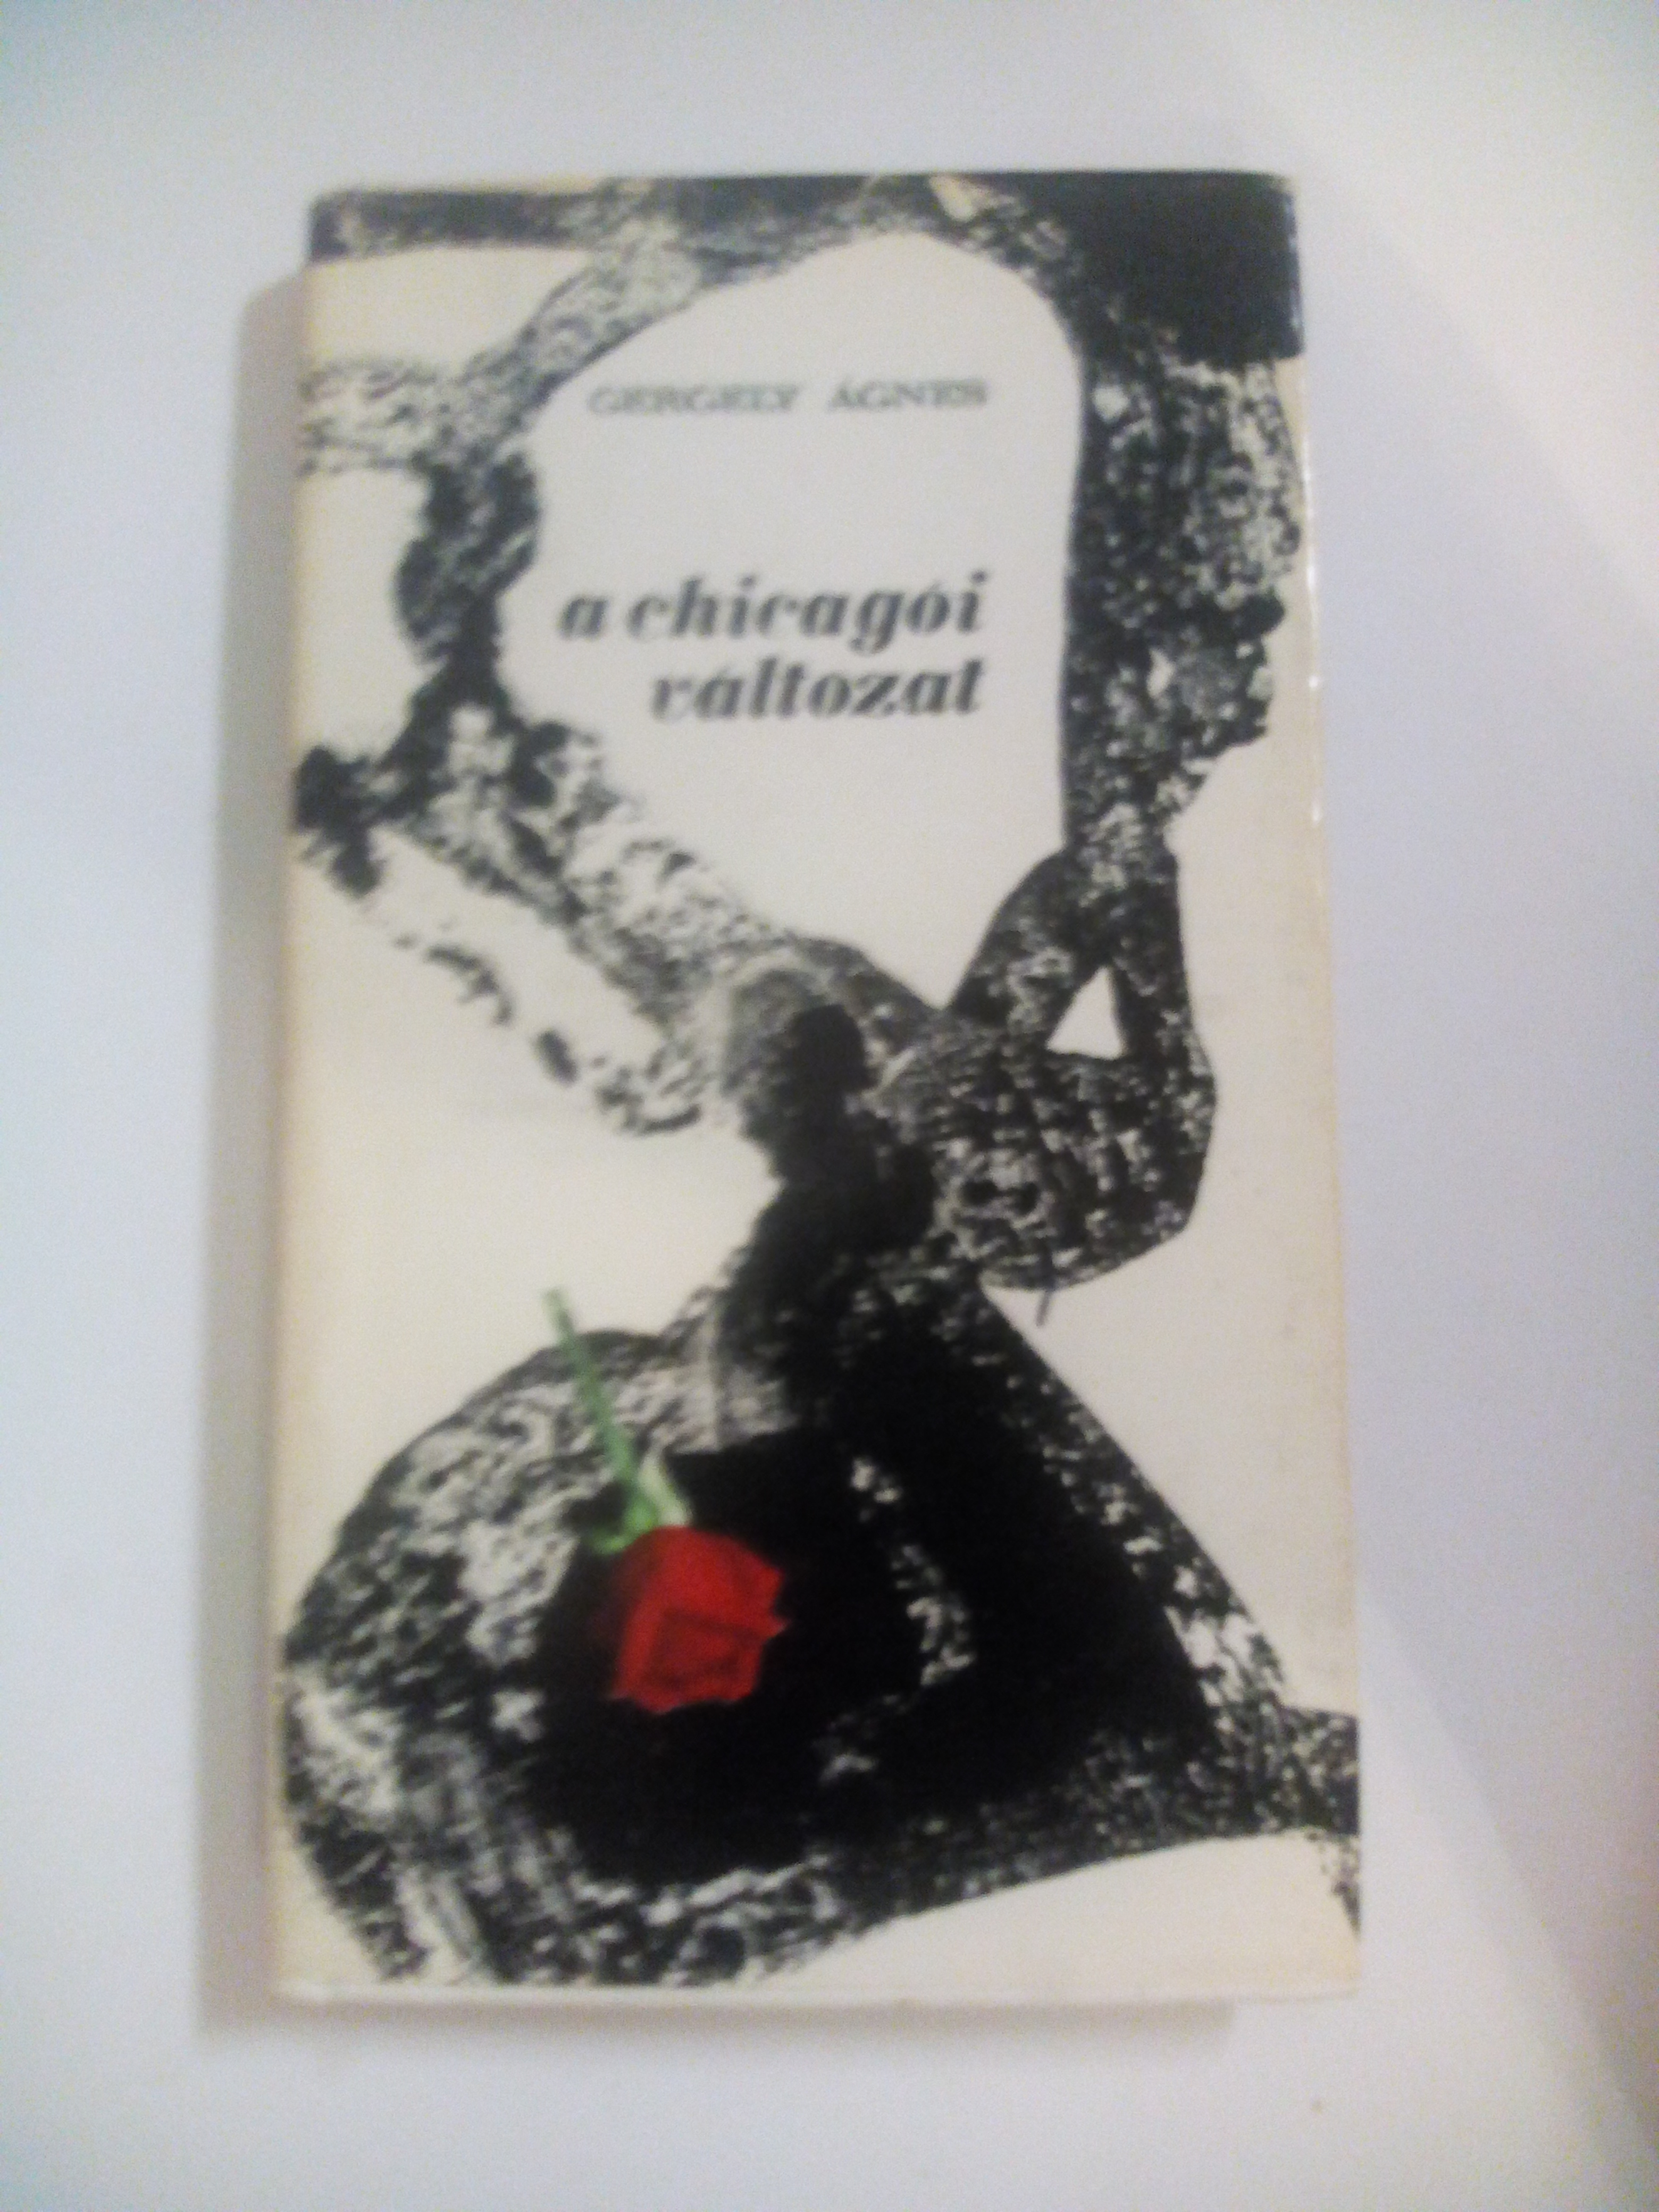 GERGELY ÁGNES
a chicagói
változat